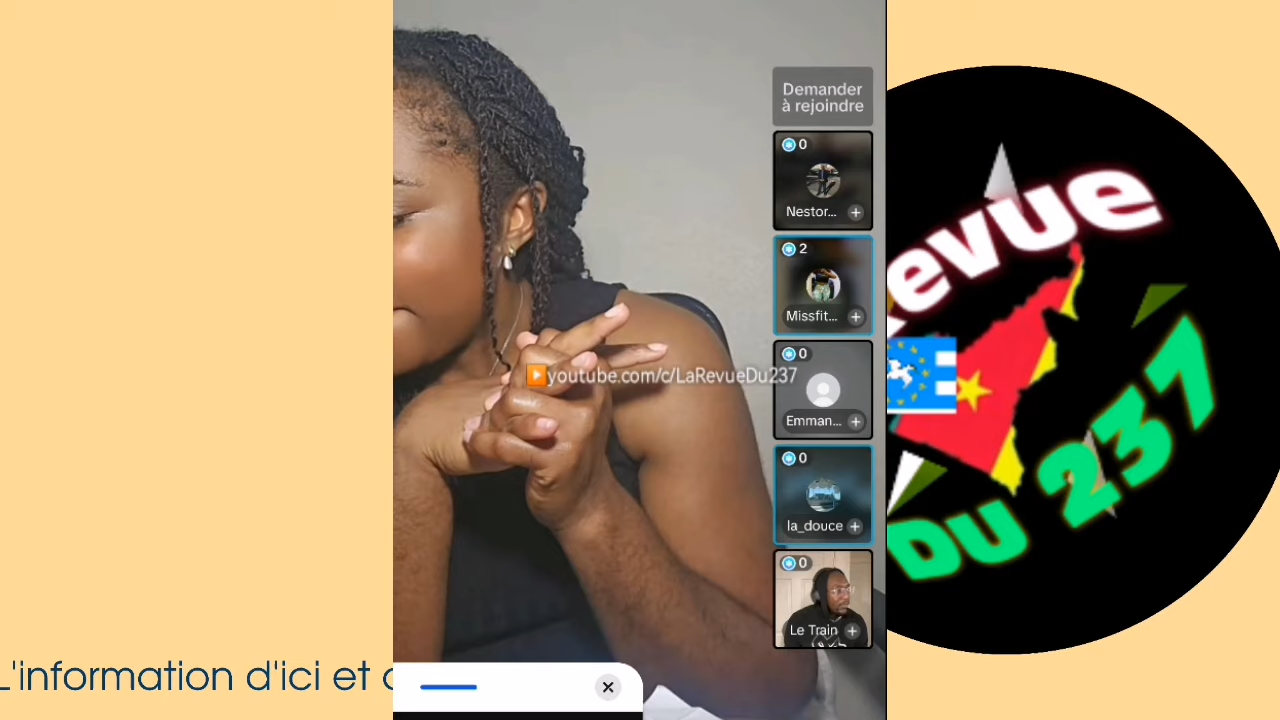 Demander
à rejoindre
0
Nestor...
2
Missfit...
0
Emman...
0
la_douce
0
Le Train
youtube.com/c/LaRevueDu237
evue
DU 237
L'information d'ici et